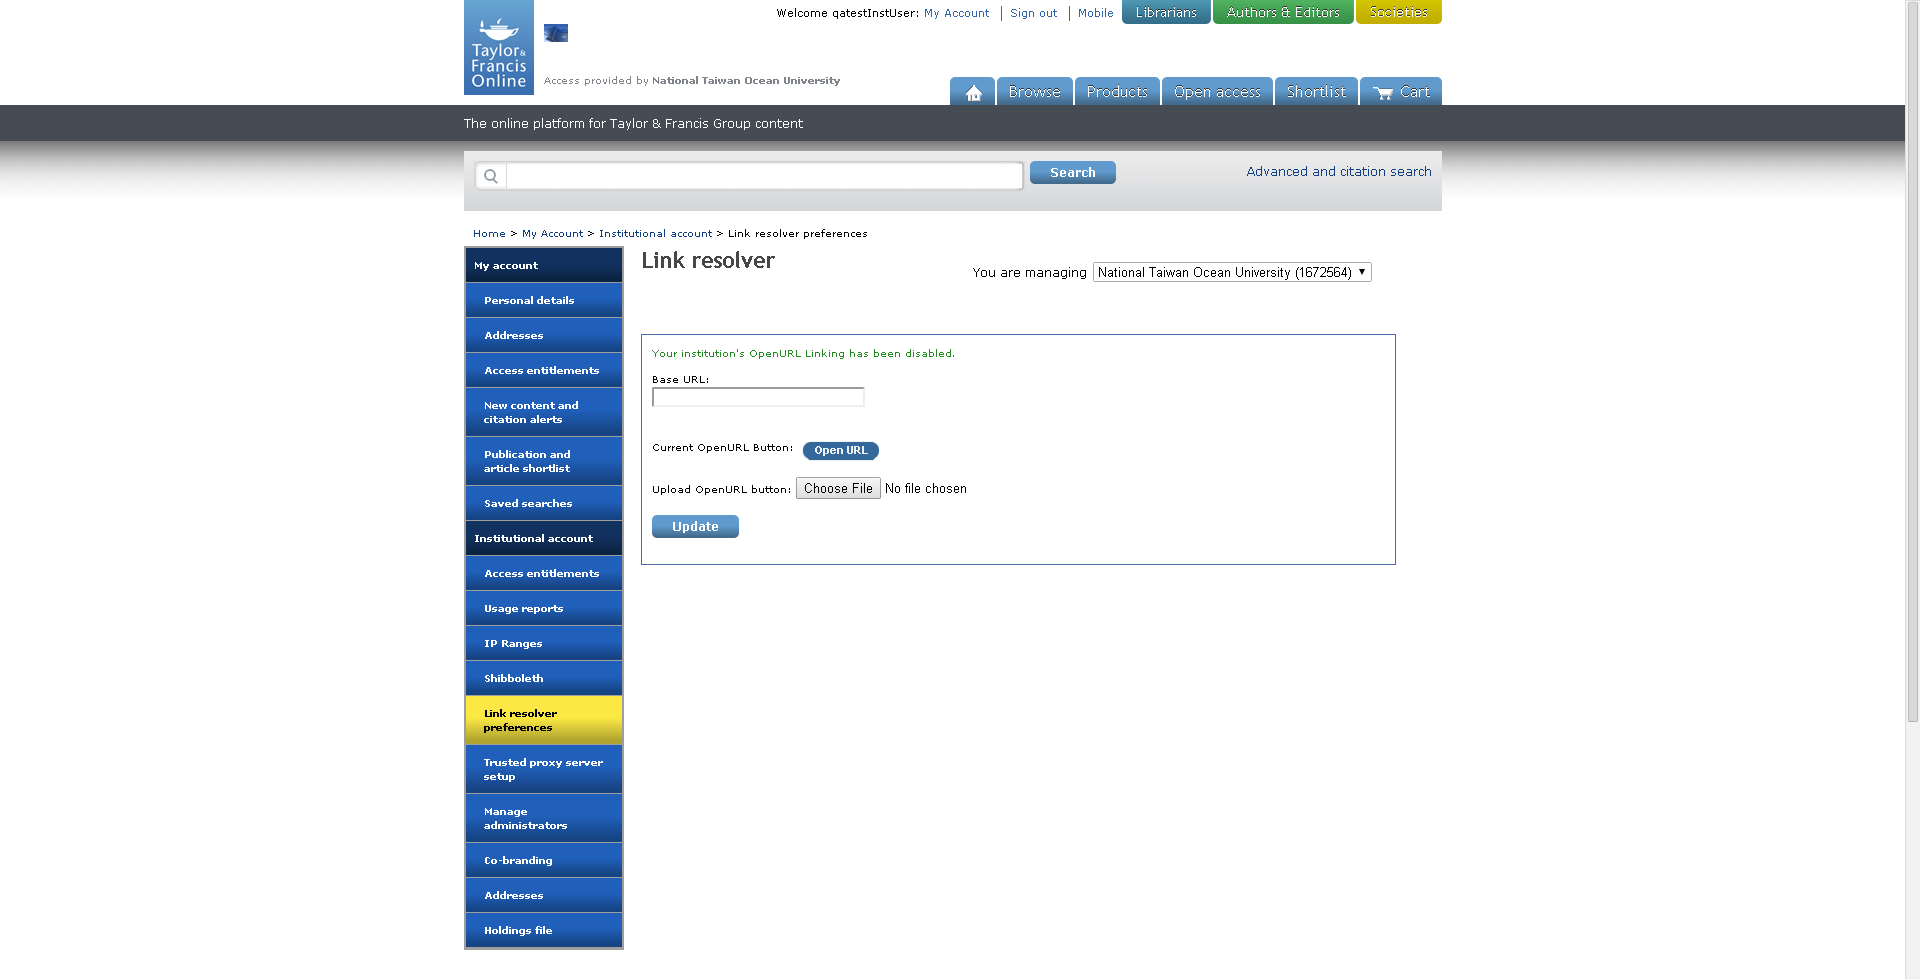 Welcome qatestInstUser: My Account | Sign out | Mobile Librarians Authors & Editors Societies
Taylor &
Francis
Online
Access provided by National Taiwan Ocean University
Browse Products Open access Shortlist Cart
The online platform for Taylor & Francis Group content
Search
Advanced and citation search
Home > My Account > Institutional account > Link resolver preferences
My account
Personal details
Addresses
Access entitlements
New content and
citation alerts
Publication and
article shortlist
Saved searches
Institutional account
Access entitlements
Usage reports
IP Ranges
Shibboleth
Link resolver
preferences
Trusted proxy server
setup
Manage
administrators
Co-branding
Addresses
Holdings file
Link resolver
You are managing National Taiwan Ocean University (1672564)
Your institution's OpenURL Linking has been disabled.
Base URL:
Current OpenURL Button: Open URL
Upload OpenURL button: Choose File No file chosen
Update